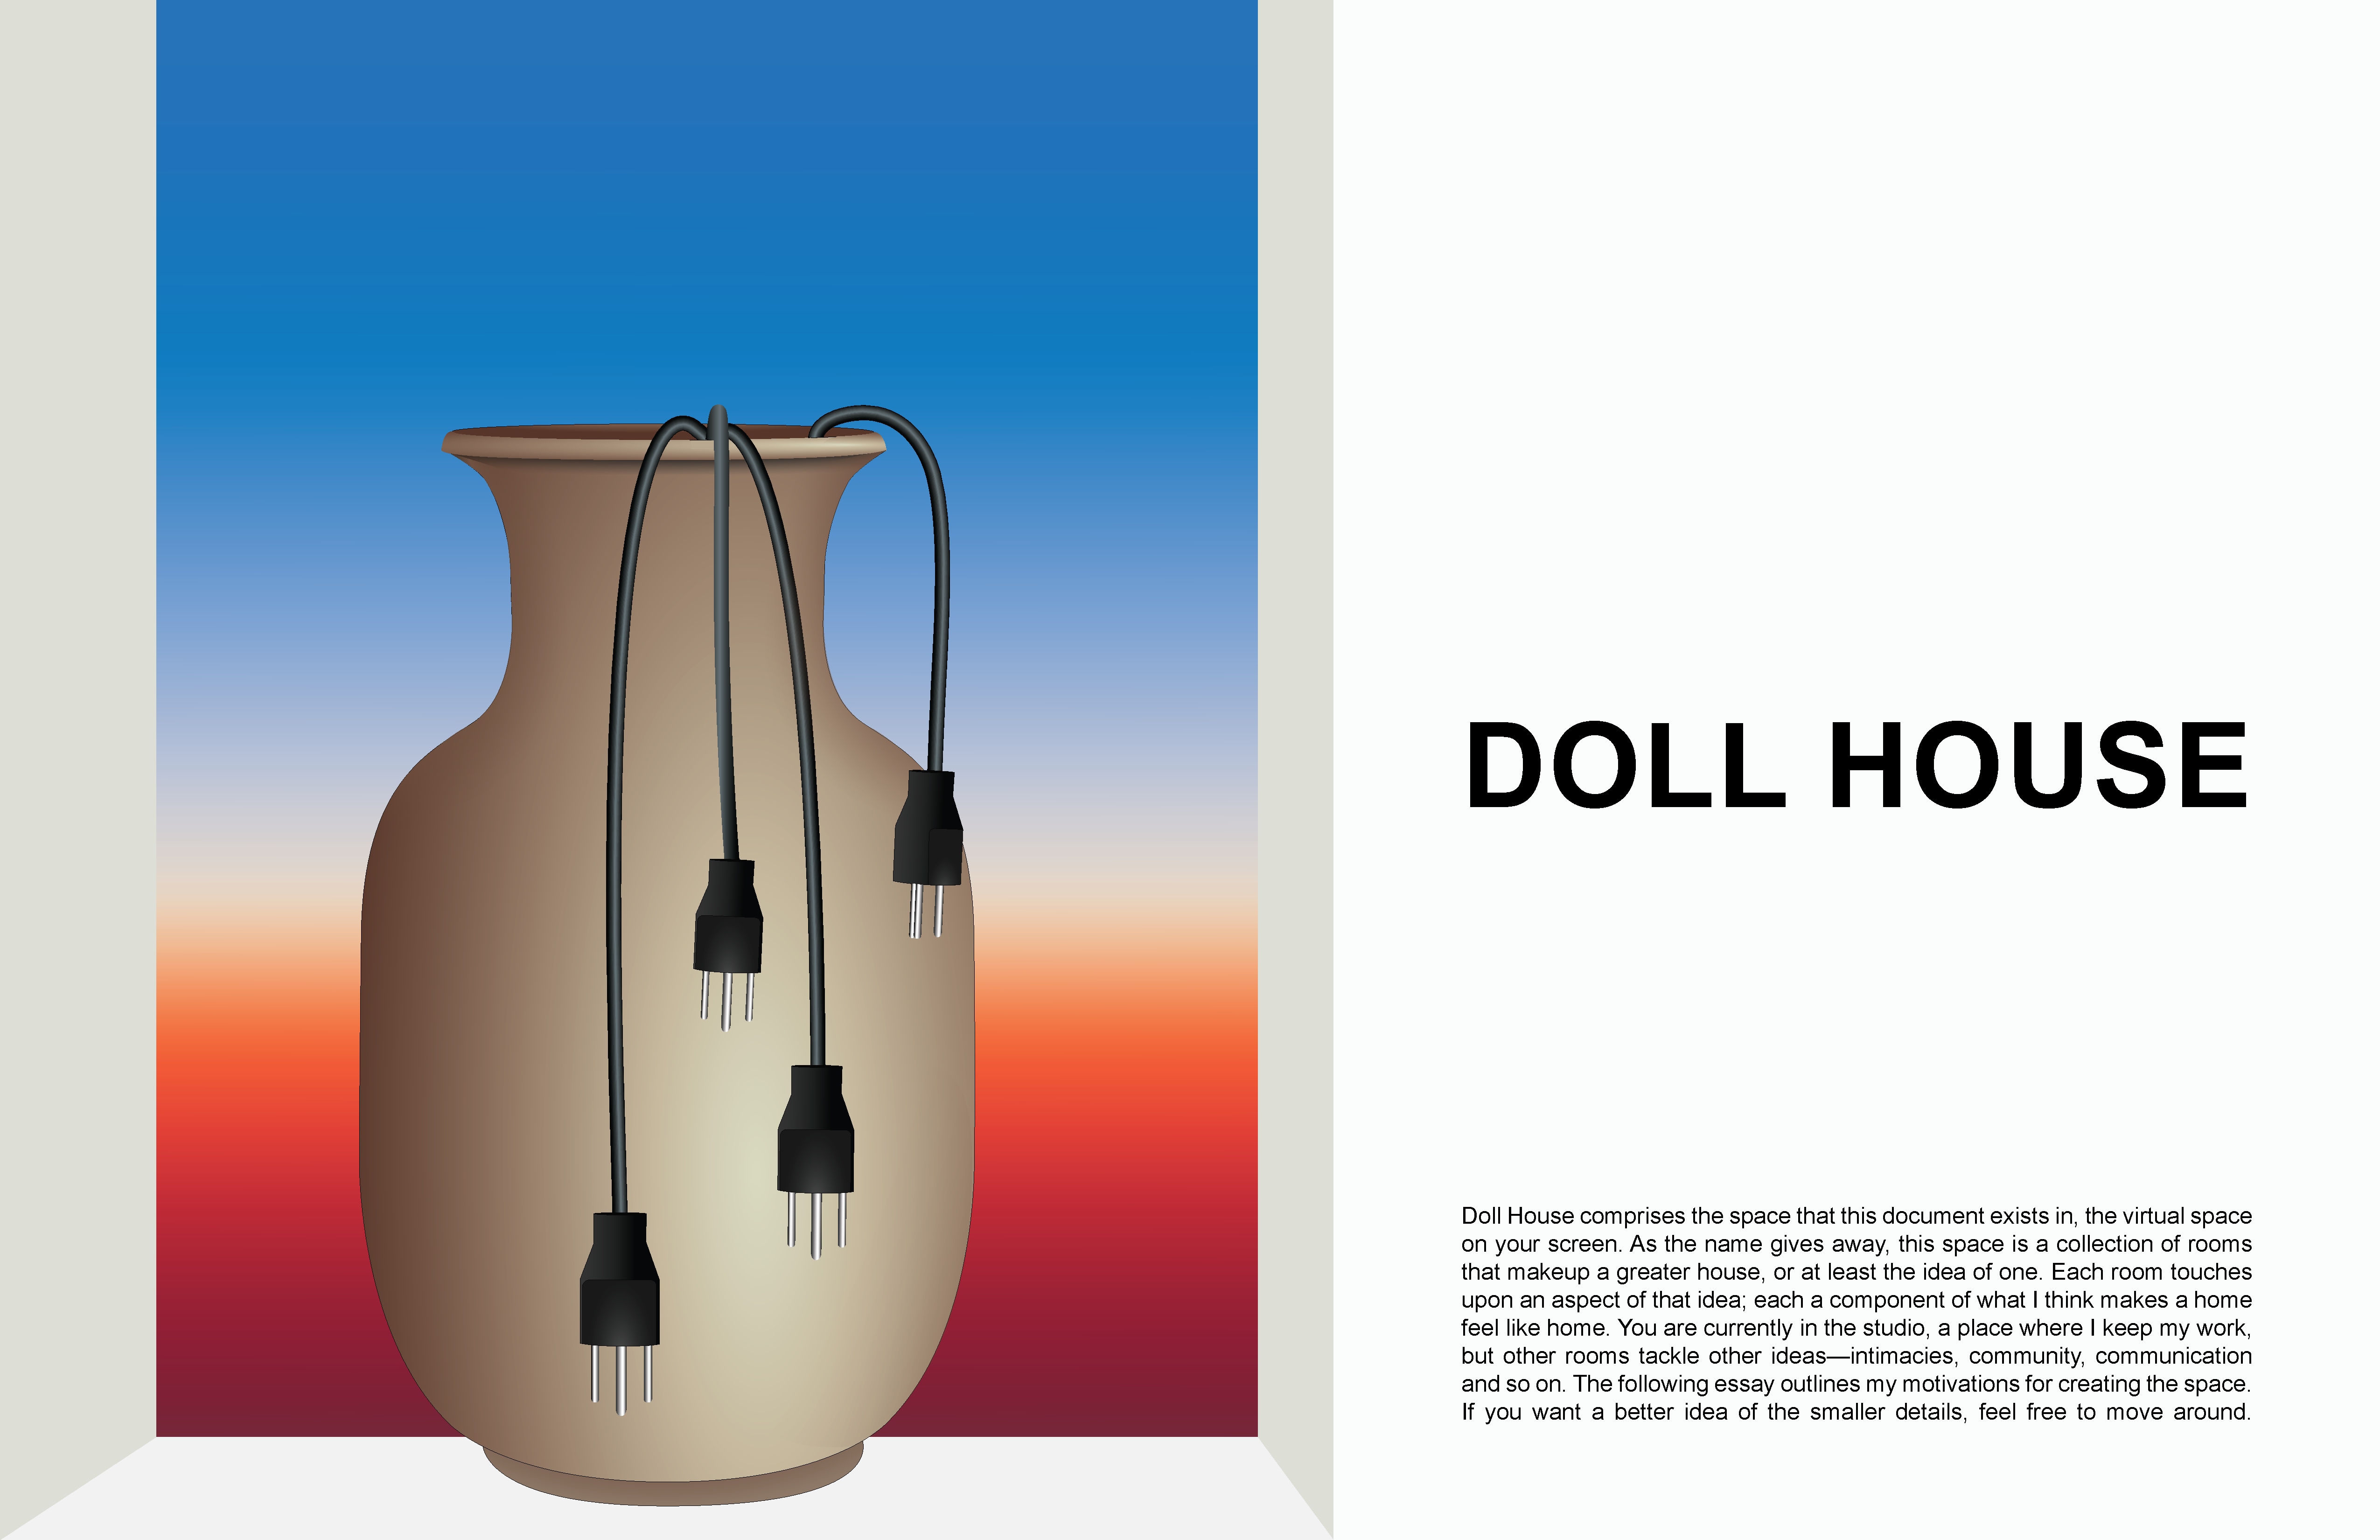 DOLL HOUSE
Doll House comprises the space that this document exists in, the virtual space
on your screen. As the name gives away, this space is a collection of rooms
that makeup a greater house, or at least the idea of one. Each room touches
upon an aspect of that idea; each a component of what I think makes a home
feel like home. You are currently in the studio, a place where I keep my work,
but other rooms tackle other ideas—intimacies, community, communication
and so on. The following essay outlines my motivations for creating the space.
If you want a better idea of the smaller details, feel free to move around.